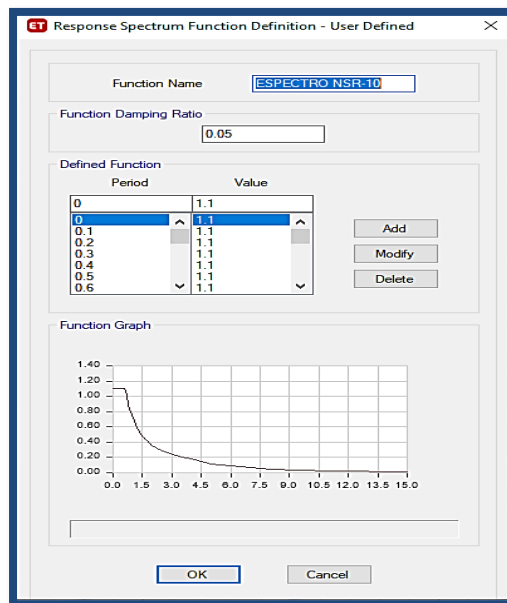 ET Response Spectrum Function Definition - User Defined
Function Name ESPECTRO NSR-10
Function Damping Ratio
0.05
Defined Function
Period Value
0 1.1
0 1.1
0.1 1.1
0.2 1.1
0.3 1.1
0.4 1.1
0.5 1.1
0.6 1.1
Add
Modify
Delete
Function Graph
1.40
1.20
1.00
0.80
0.60
0.40
0.20
0.00
0.0 1.5 3.0 4.5 6.0 7.5 9.0 10.5 12.0 13.5 15.0
OK Cancel